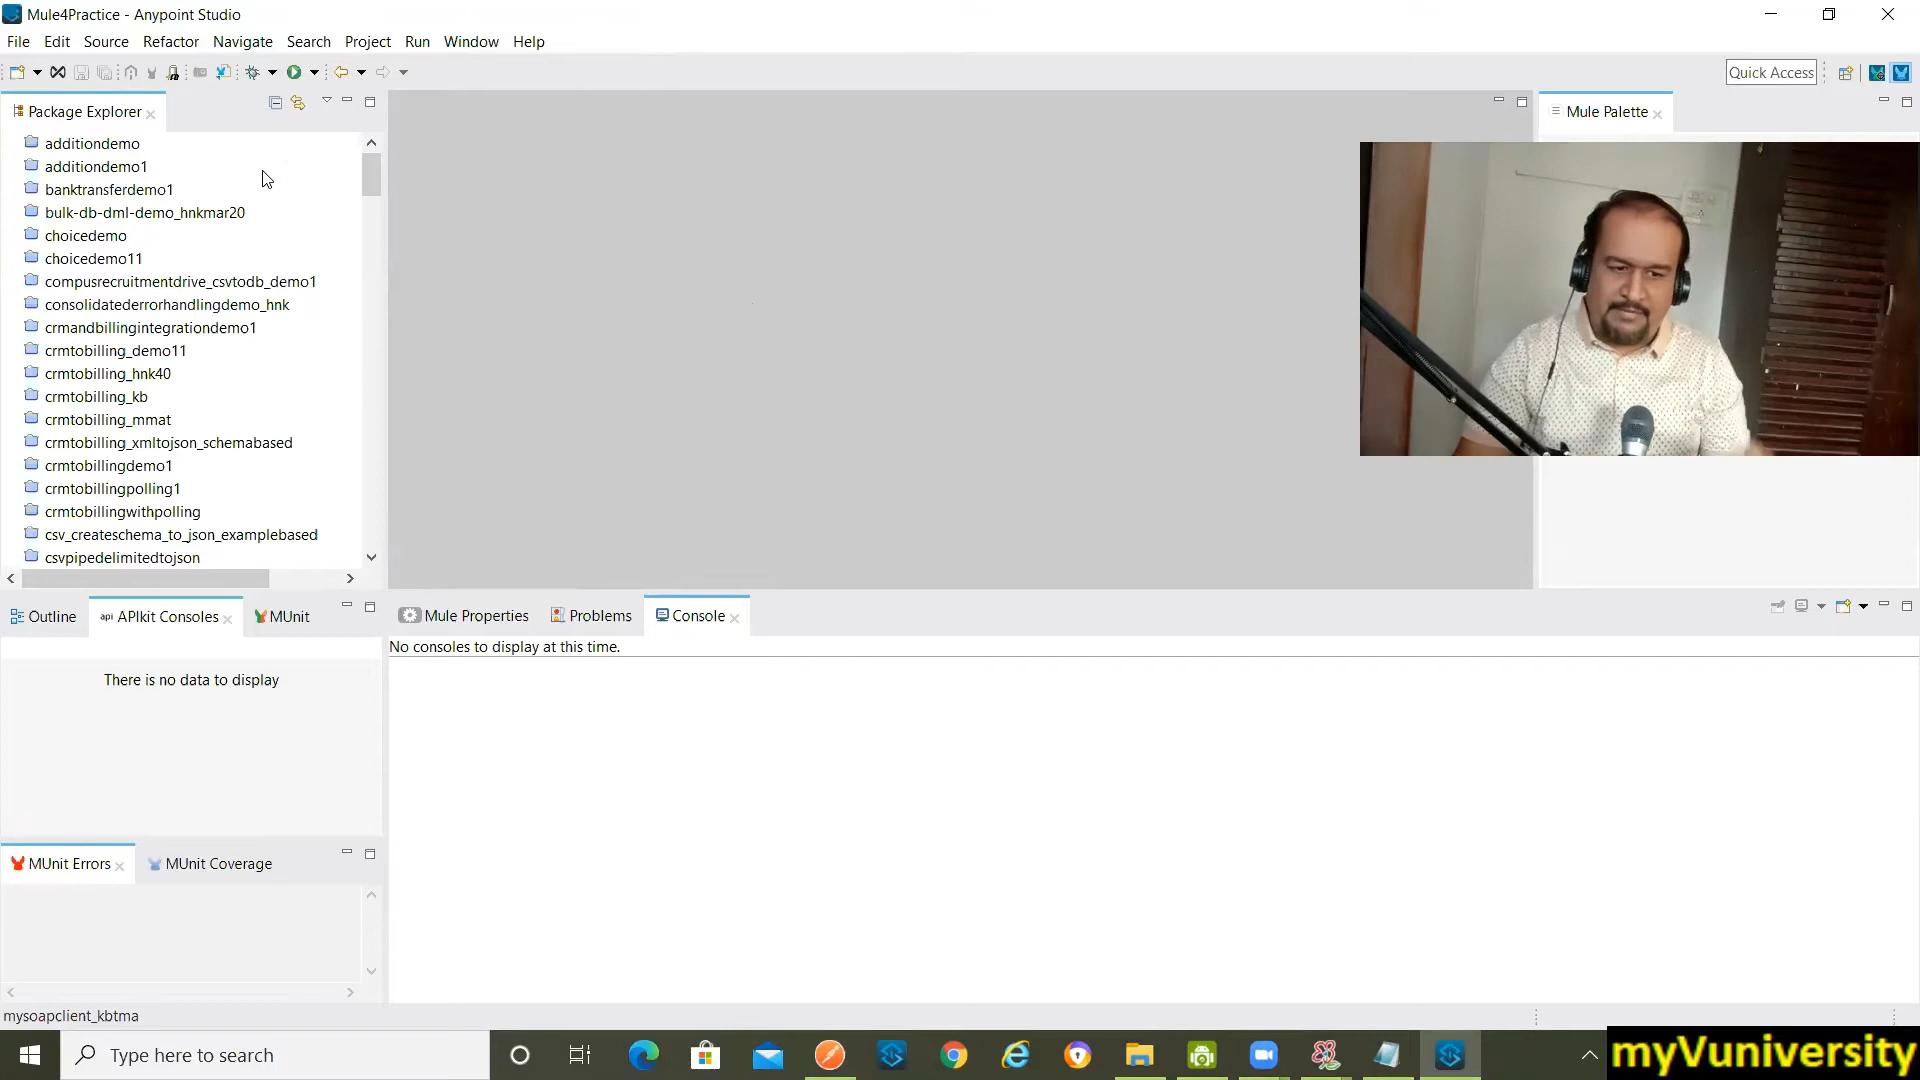 Mule4Practice - Anypoint Studio
File Edit Source Refactor Navigate Search Project Run Window Help
Quick Access
Package Explorer
Mule Palette
additiondemo
additiondemo1
banktransferdemo1
bulk-db-dml-demo_hnkmar20
choicedemo
choicedemo11
compusrecruitmentdrive_csvtodb_demo1
consolidatederrorhandlingdemo_hnk
crmandbillingintegrationdemo1
crmtobilling_demo11
crmtobilling_hnk40
crmtobilling_kb
crmtobilling_mmat
crmtobilling_xmltojson_schemabased
crmtobillingdemo1
crmtobillingpolling1
crmtobillingwithpolling
csv_createschema_to_json_examplebased
csvpipedelimitedtojson
Outline api APIkit Consoles MUnit
Mule Properties Problems Console
No consoles to display at this time.
There is no data to display
MUnit Errors MUnit Coverage
mysoapclient_kbtma
Type here to search
myVuniversity